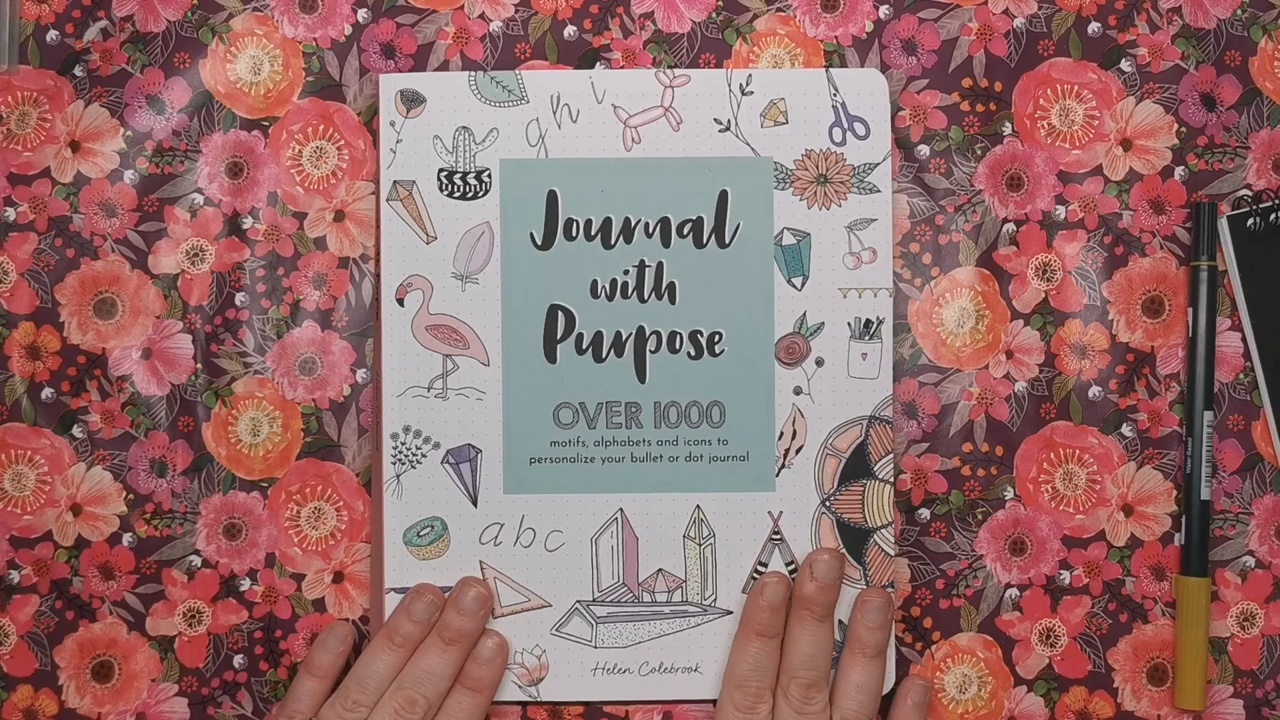 g h i
Journal
with
Purpose
OVER 1000
motifs, alphabets and icons to
personalize your bullet or dot journal
abc
Helen Colebrook